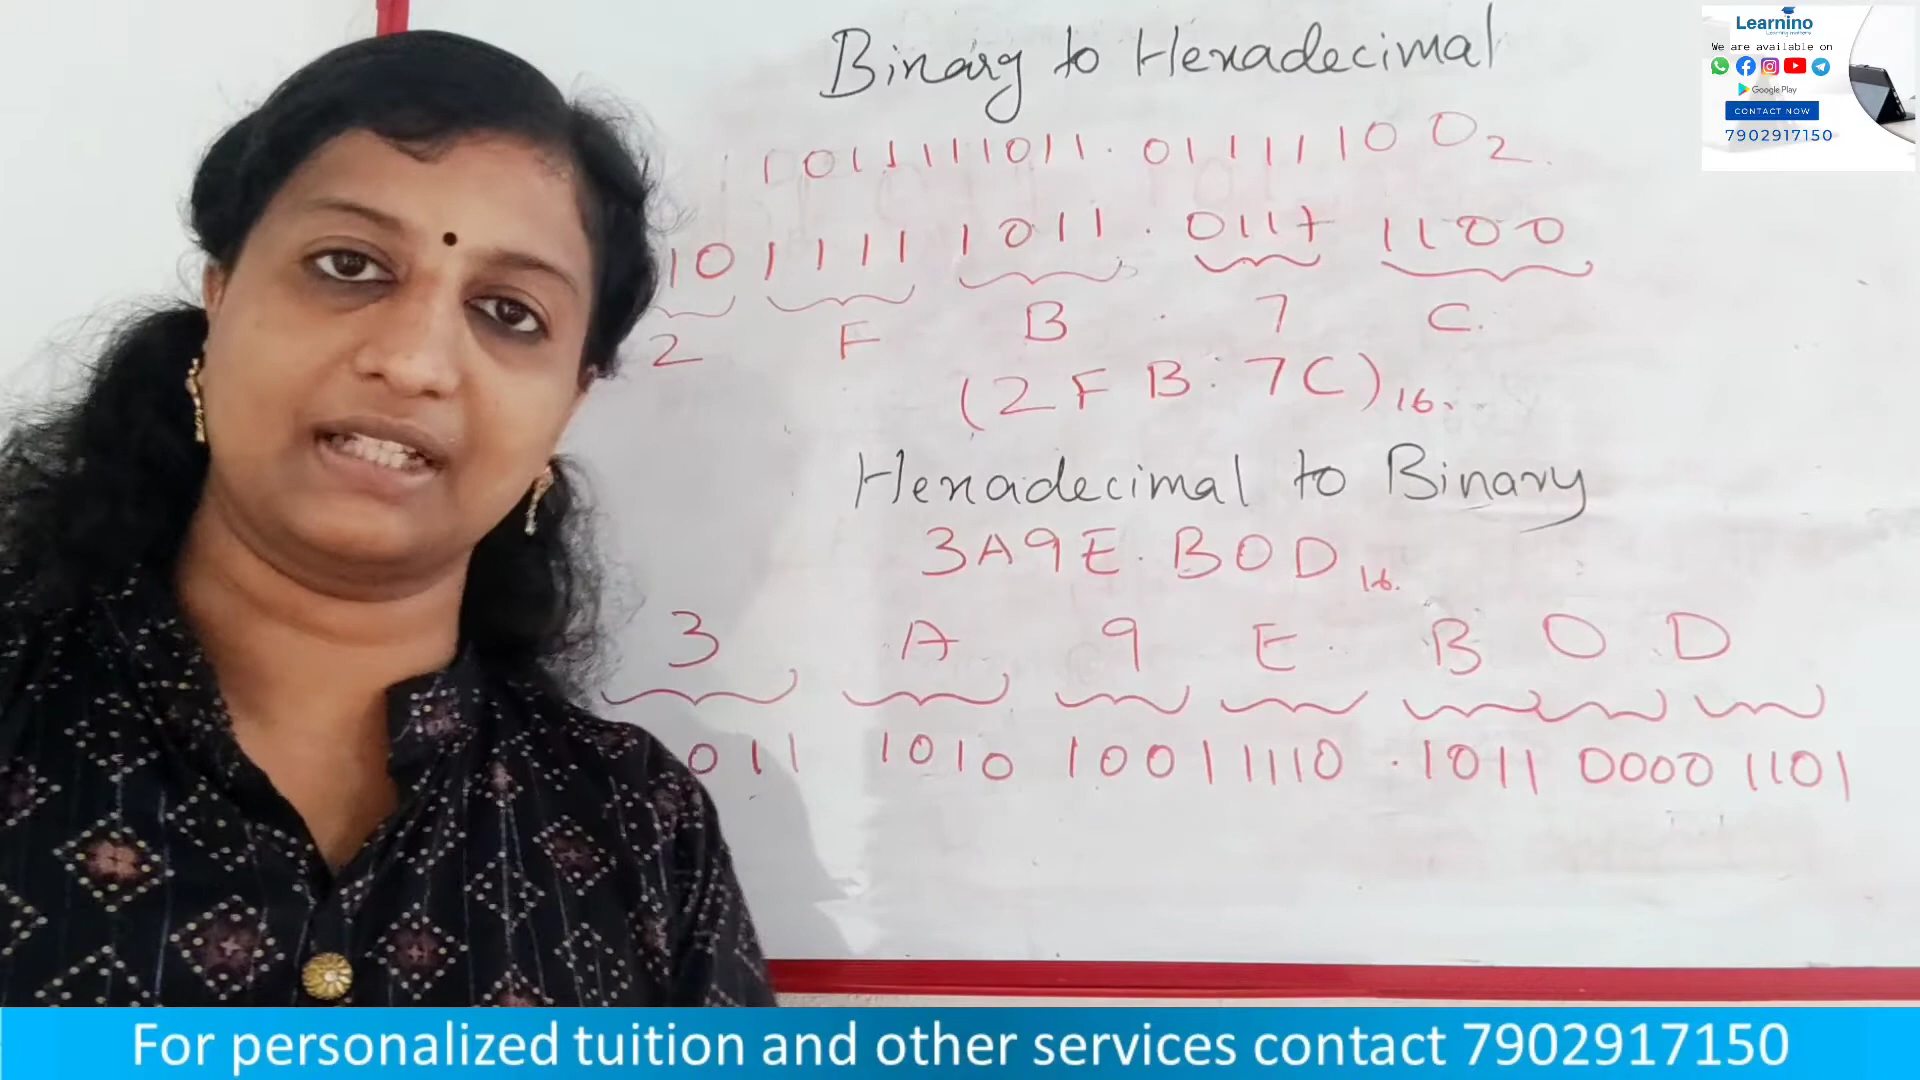 Binary to Hexadecimal
1011111011.01111100₂
10 1111 1011 . 0111 1100
2 F B . 7 C.
(2FB.7C)₁₆.
Hexadecimal to Binary
3A9E.B0D₁₆.
3 A 9 E . B 0 D
011 1010 1001 1110 .1011 0000 1101
Learnino
We are available on
Google Play
CONTACT NOW
7902917150
For personalized tuition and other services contact 7902917150